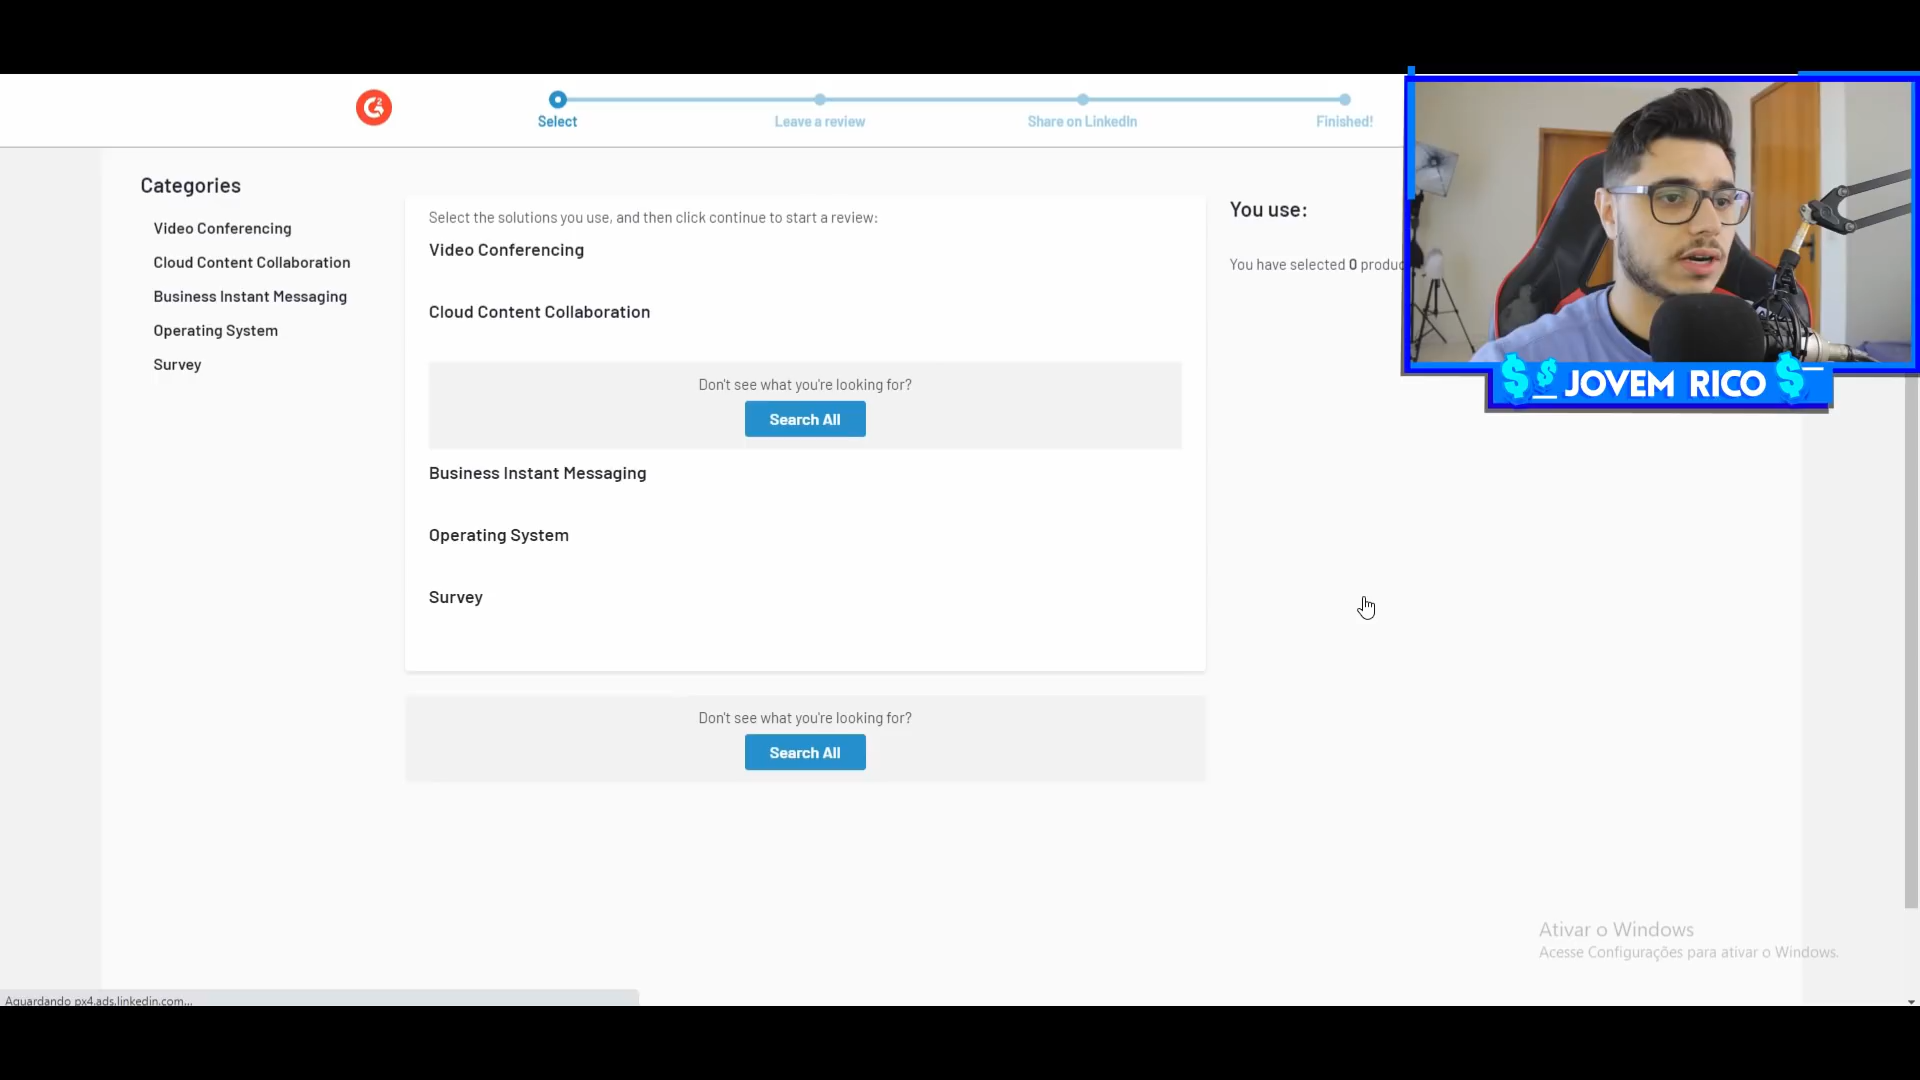 Select
Leave a review
Share on LinkedIn
Finished!
Categories
Video Conferencing
Cloud Content Collaboration
Business Instant Messaging
Operating System
Survey
Select the solutions you use, and then click continue to start a review:
Video Conferencing
Cloud Content Collaboration
Don't see what you're looking for?
Search All
Business Instant Messaging
Operating System
Survey
Don't see what you're looking for?
Search All
You use:
You have selected 0 produc
$ $ JOVEM RICO $
Ativar o Windows
Acesse Configurações para ativar o Windows.
Aguardando px4.ads.linkedin.com...